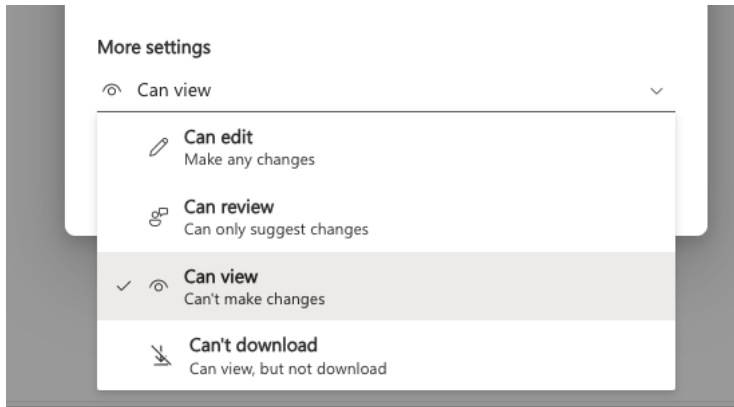 More settings
Can view
Can edit
Make any changes
Can review
Can only suggest changes
Can view
Can't make changes
Can't download
Can view, but not download